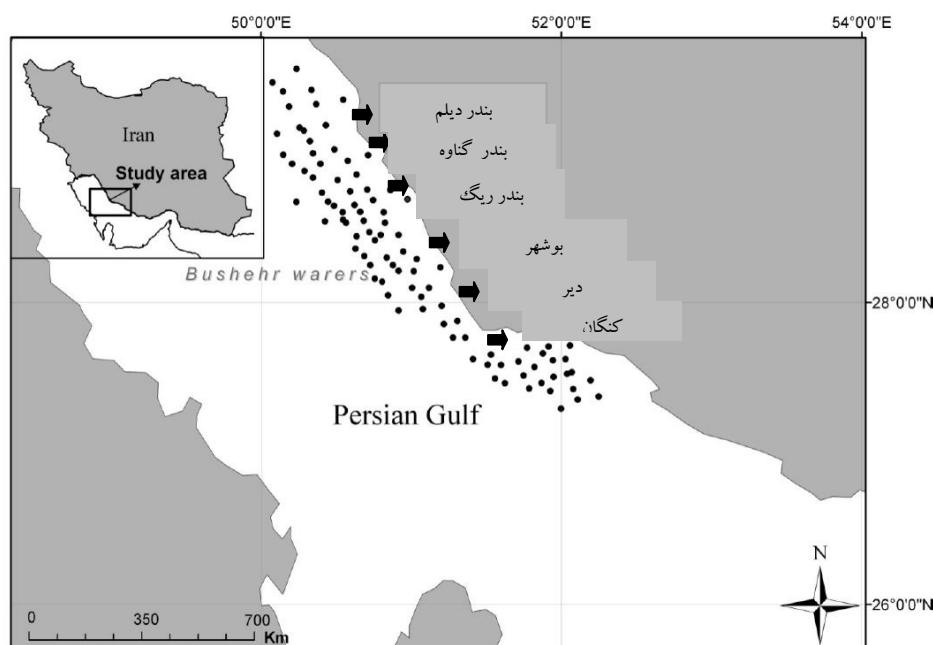 50°0'0"E
52°0'0"E
54°0'0"E
Iran
Study area
بندر دیلم
بندر گناوه
بندر ریگ
بوشهر
Bushehr warers
دیر
28°0'0"N
کنگان
Persian Gulf
N
26°0'0"N
0 350 700
Km